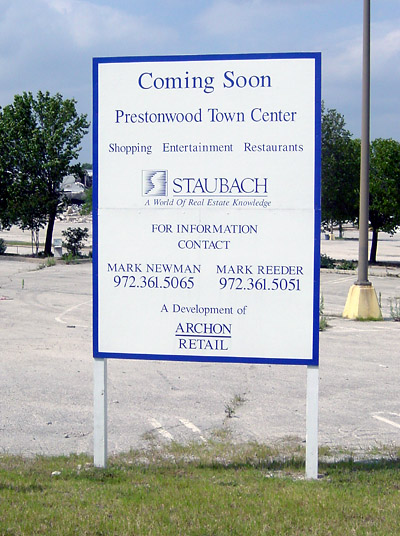 Coming Soon
Prestonwood Town Center
Shopping Entertainment Restaurants
STAUBACH
A World Of Real Estate Knowledge
FOR INFORMATION
CONTACT
MARK NEWMAN MARK REEDER
972.361.5065 972.361.5051
A Development of
ARCHON
RETAIL